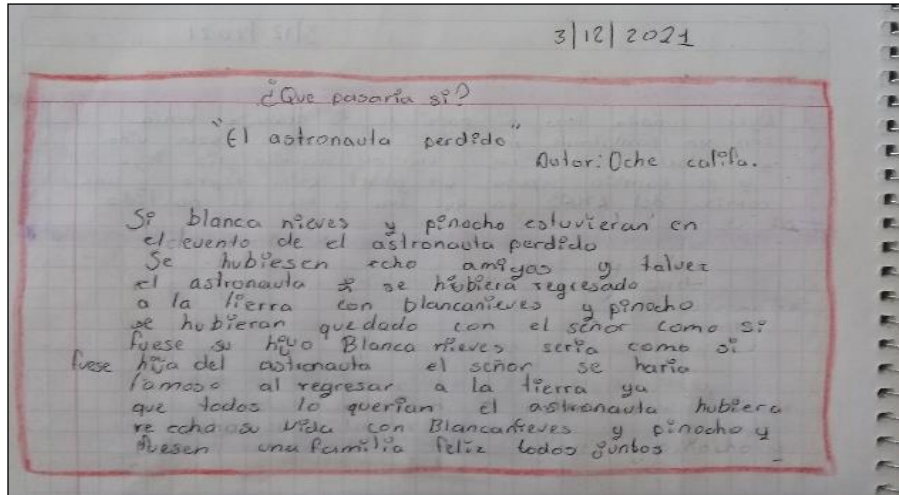 3|12|2021
¿Que pasaría si?
"El astronauta perdido"
Autor: Oche califa.
Si blanca nieves y pinocho estuvieran en
el cuento de el astronauta perdido
Se hubiesen echo amigos y talvez
el astronauta se hubiera regresado
a la tierra con blancanieves y pinocho
se hubieran quedado con el señor como si
fuese su hijo Blanca nieves seria como si
fuese hija del astronauta el señor se haria
famoso al regresar a la tierra ya
que todos lo querian el astronauta hubiera
re echo su vida con Blancanieves y pinocho y
fuesen una familia feliz todos juntos